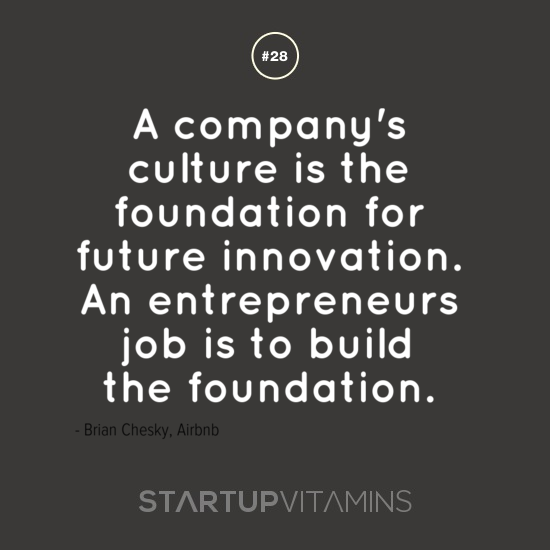 #28
A company's
culture is the
foundation for
future innovation.
An entrepreneurs
job is to build
the foundation.
- Brian Chesky, Airbnb
STARTUPVITAMINS